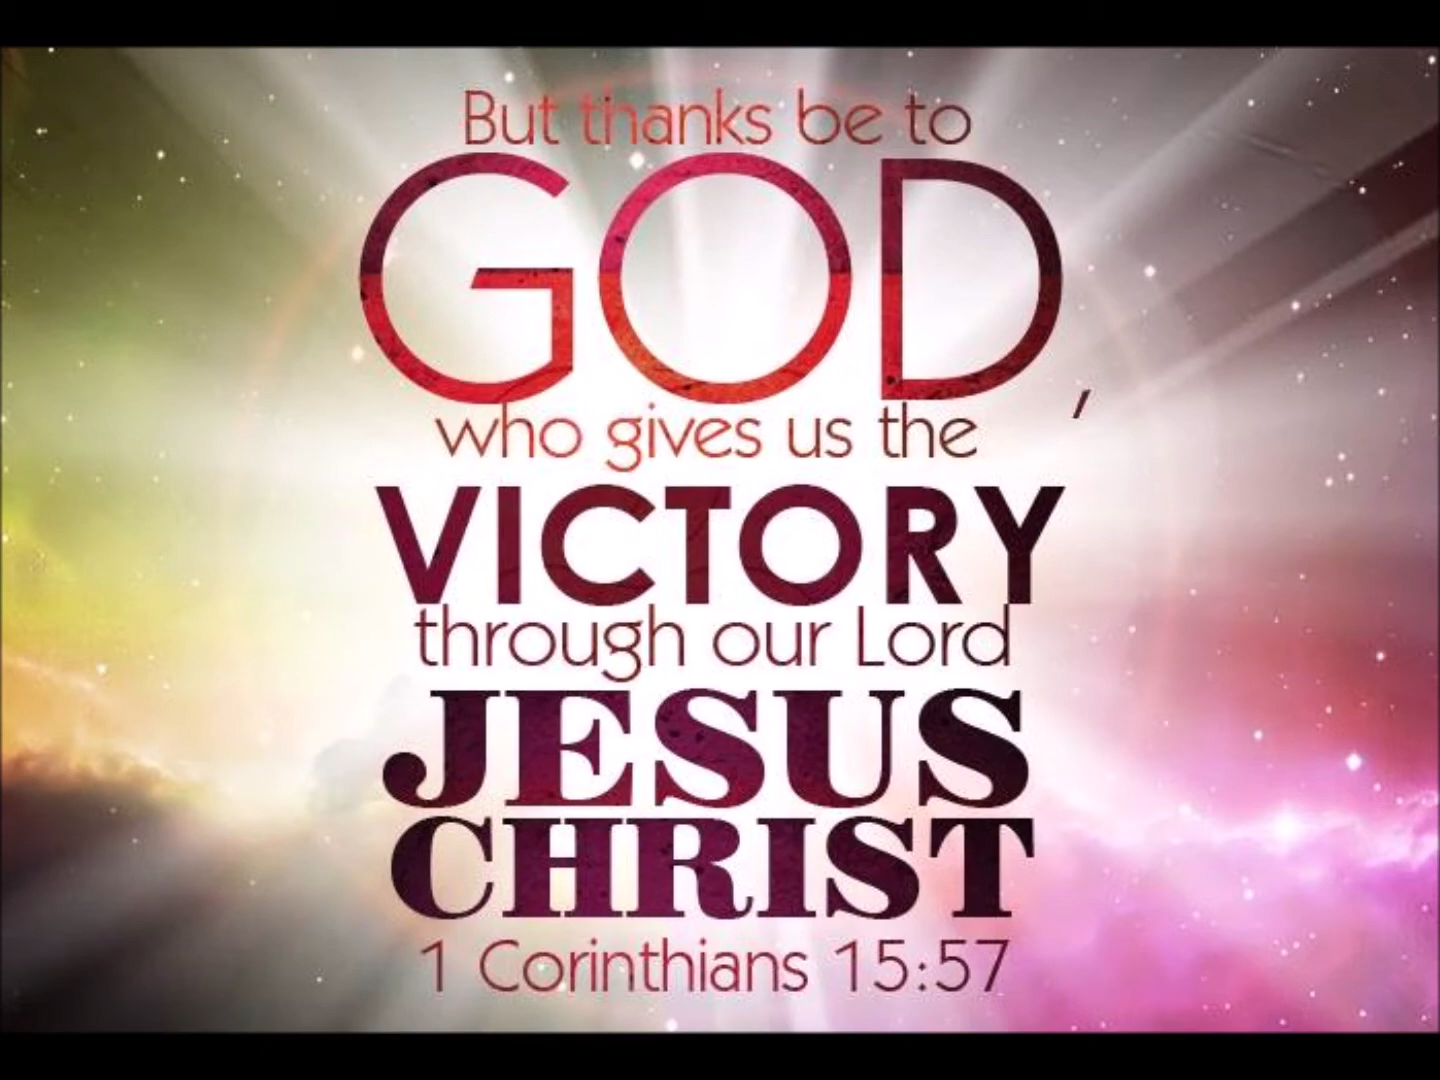 But thanks be to
GOD,
who gives us the
VICTORY
through our Lord
JESUS
CHRIST
1 Corinthians 15:57